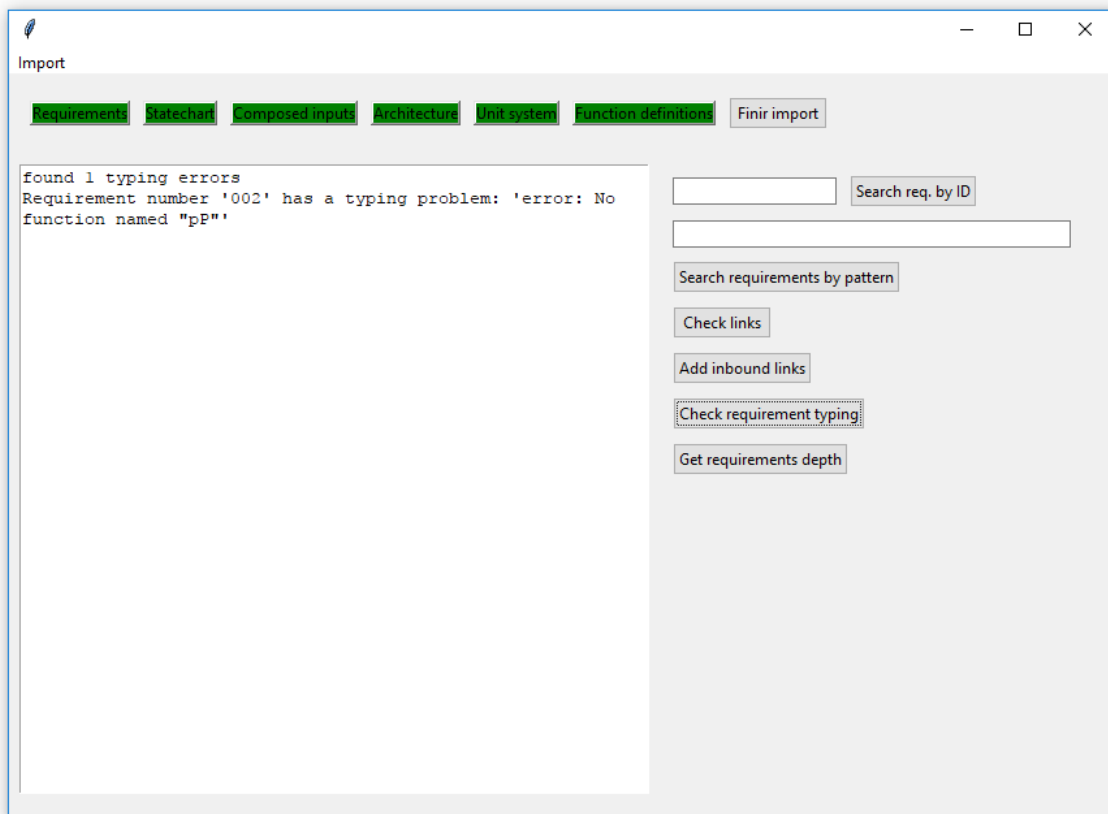 Import
Requirements Statechart Composed inputs Architecture Unit system Function definitions Finir import
found 1 typing errors
Requirement number '002' has a typing problem: 'error: No
function named "pP"'
Search req. by ID
Search requirements by pattern
Check links
Add inbound links
Check requirement typing
Get requirements depth